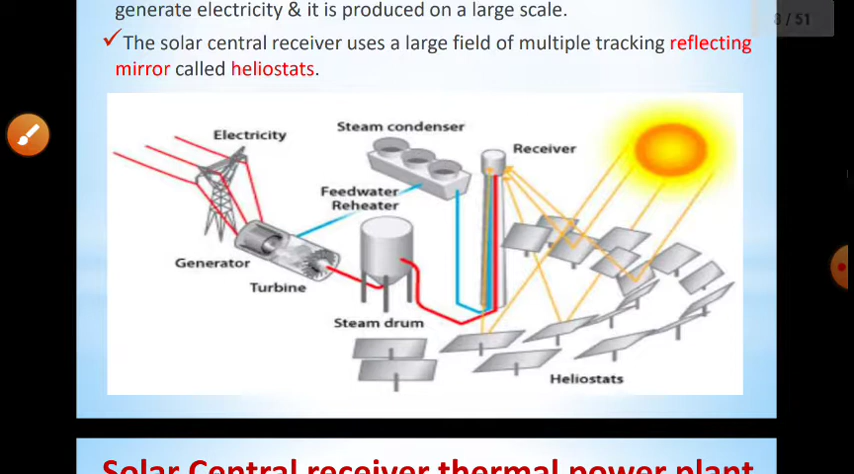 generate electricity & it is produced on a large scale.
✓The solar central receiver uses a large field of multiple tracking reflecting
mirror called heliostats.
8 / 51
Electricity
Steam condenser
Receiver
Feedwater
Reheater
Generator
Turbine
Steam drum
Heliostats
Solar Central receiver thermal power plant